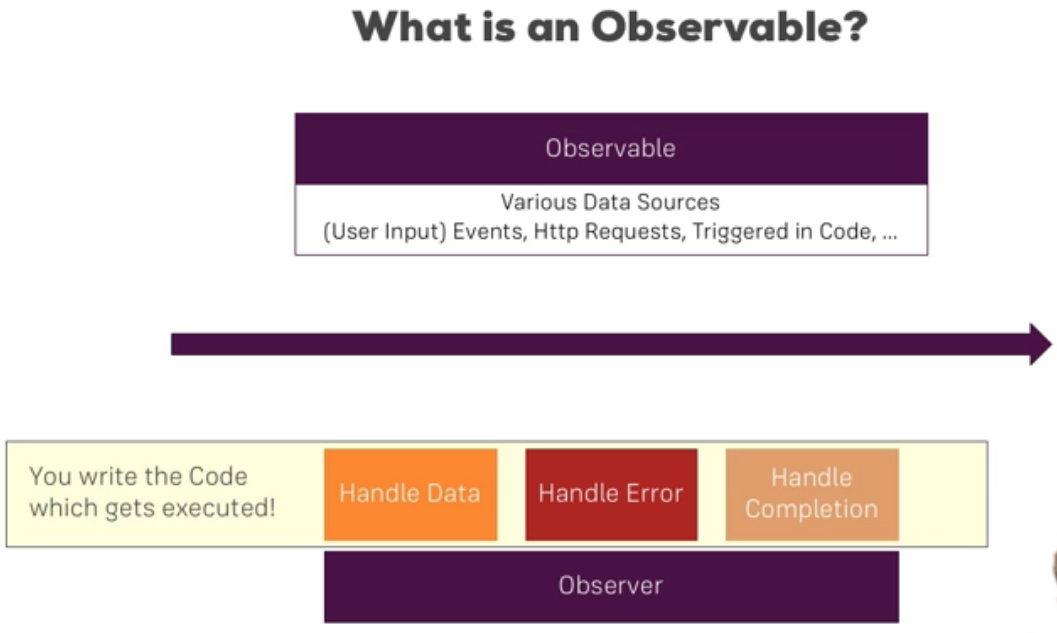 What is an Observable?
Observable
Various Data Sources
(User Input) Events, Http Requests, Triggered in Code, ...
You write the Code
which gets executed!
Handle Data
Handle Error
Handle
Completion
Observer